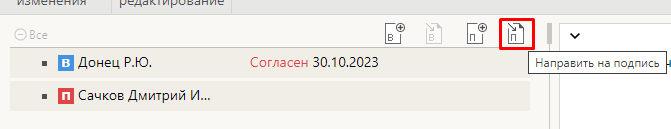 изменения редактирование
Все
В В П П
Направить на подпись
В Донец Р.Ю. Согласен 30.10.2023
П Сачков Дмитрий И...